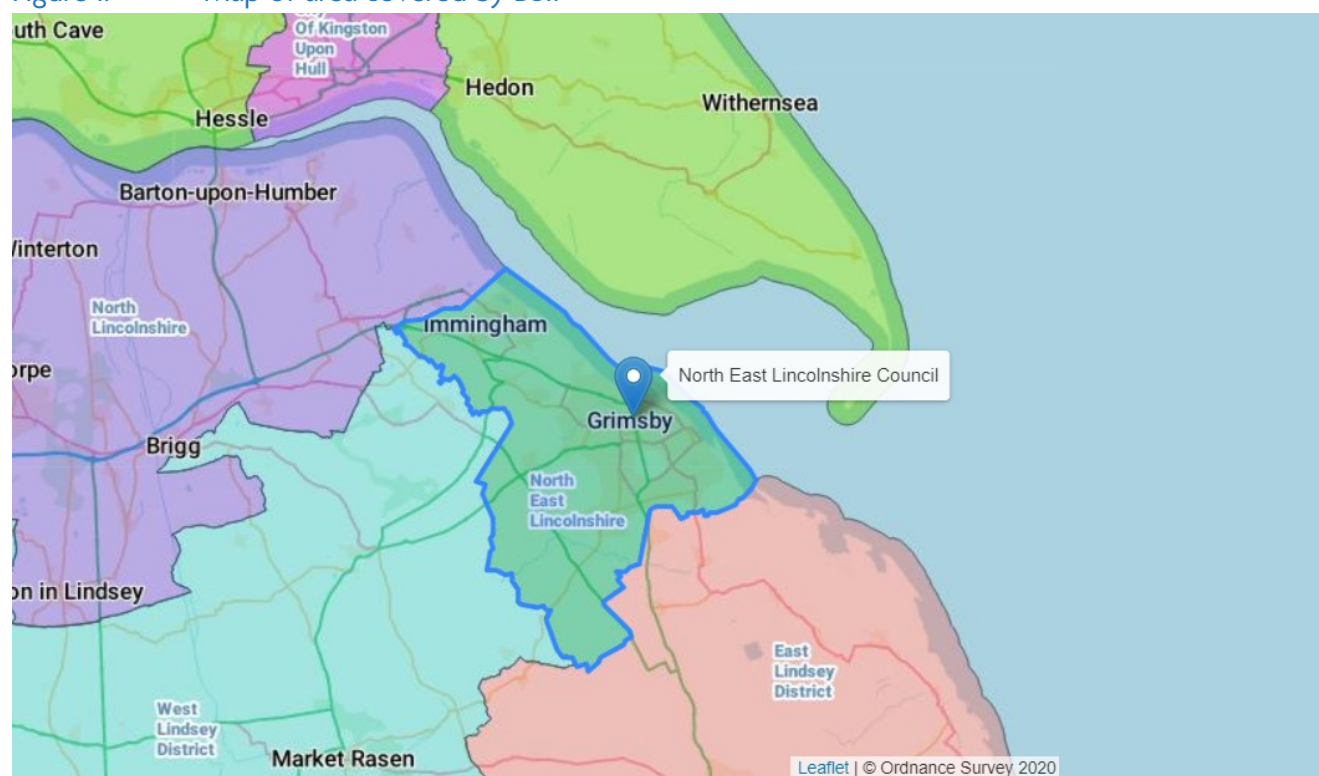 uth Cave
Of Kingston
Upon
Hull
Hedon
Withernsea
Hessle
Barton-upon-Humber
Winterton
North
Lincolnshire
Immingham
orpe
North East Lincolnshire Council
Grimsby
Brigg
North
East
Lincolnshire
on in Lindsey
East
Lindsey
District
West
Lindsey
District
Market Rasen
Leaflet | © Ordnance Survey 2020